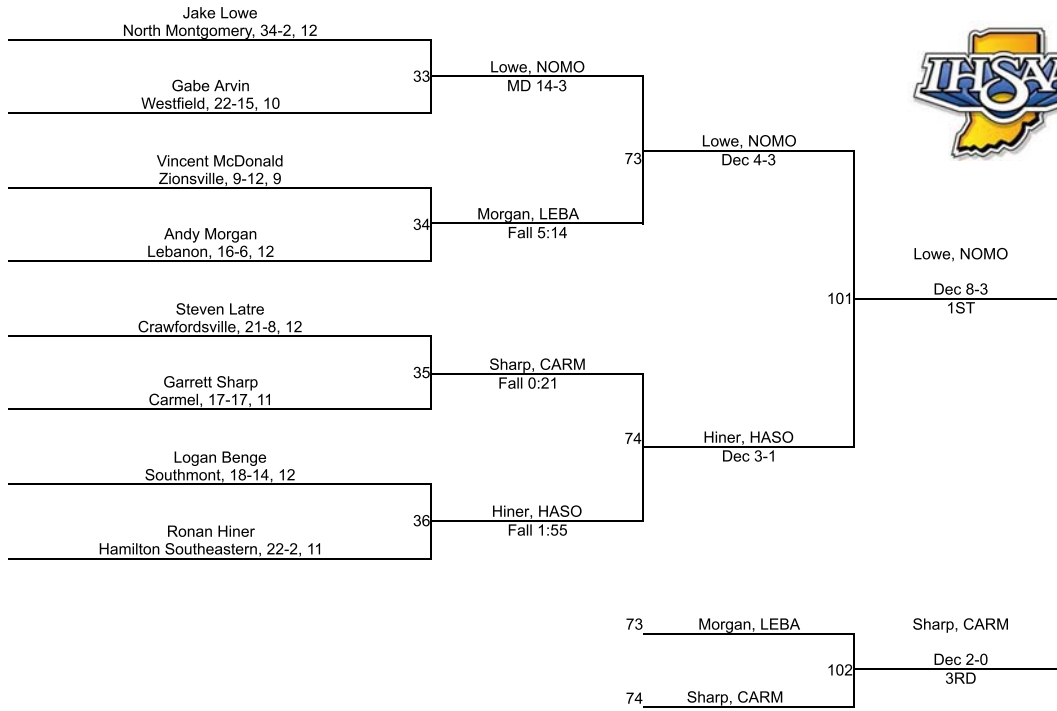 Jake Lowe
North Montgomery, 34-2, 12
33
Lowe, NOMO
MD 14-3
Gabe Arvin
Westfield, 22-15, 10
IHSAA
73
Lowe, NOMO
Dec 4-3
Vincent McDonald
Zionsville, 9-12, 9
34
Morgan, LEBA
Fall 5:14
Andy Morgan
Lebanon, 16-6, 12
101
Lowe, NOMO
Dec 8-3
1ST
Steven Latre
Crawfordsville, 21-8, 12
35
Sharp, CARM
Fall 0:21
Garrett Sharp
Carmel, 17-17, 11
74
Hiner, HASO
Dec 3-1
Logan Benge
Southmont, 18-14, 12
36
Hiner, HASO
Fall 1:55
Ronan Hiner
Hamilton Southeastern, 22-2, 11
73
Morgan, LEBA
102
Sharp, CARM
Dec 2-0
3RD
74
Sharp, CARM